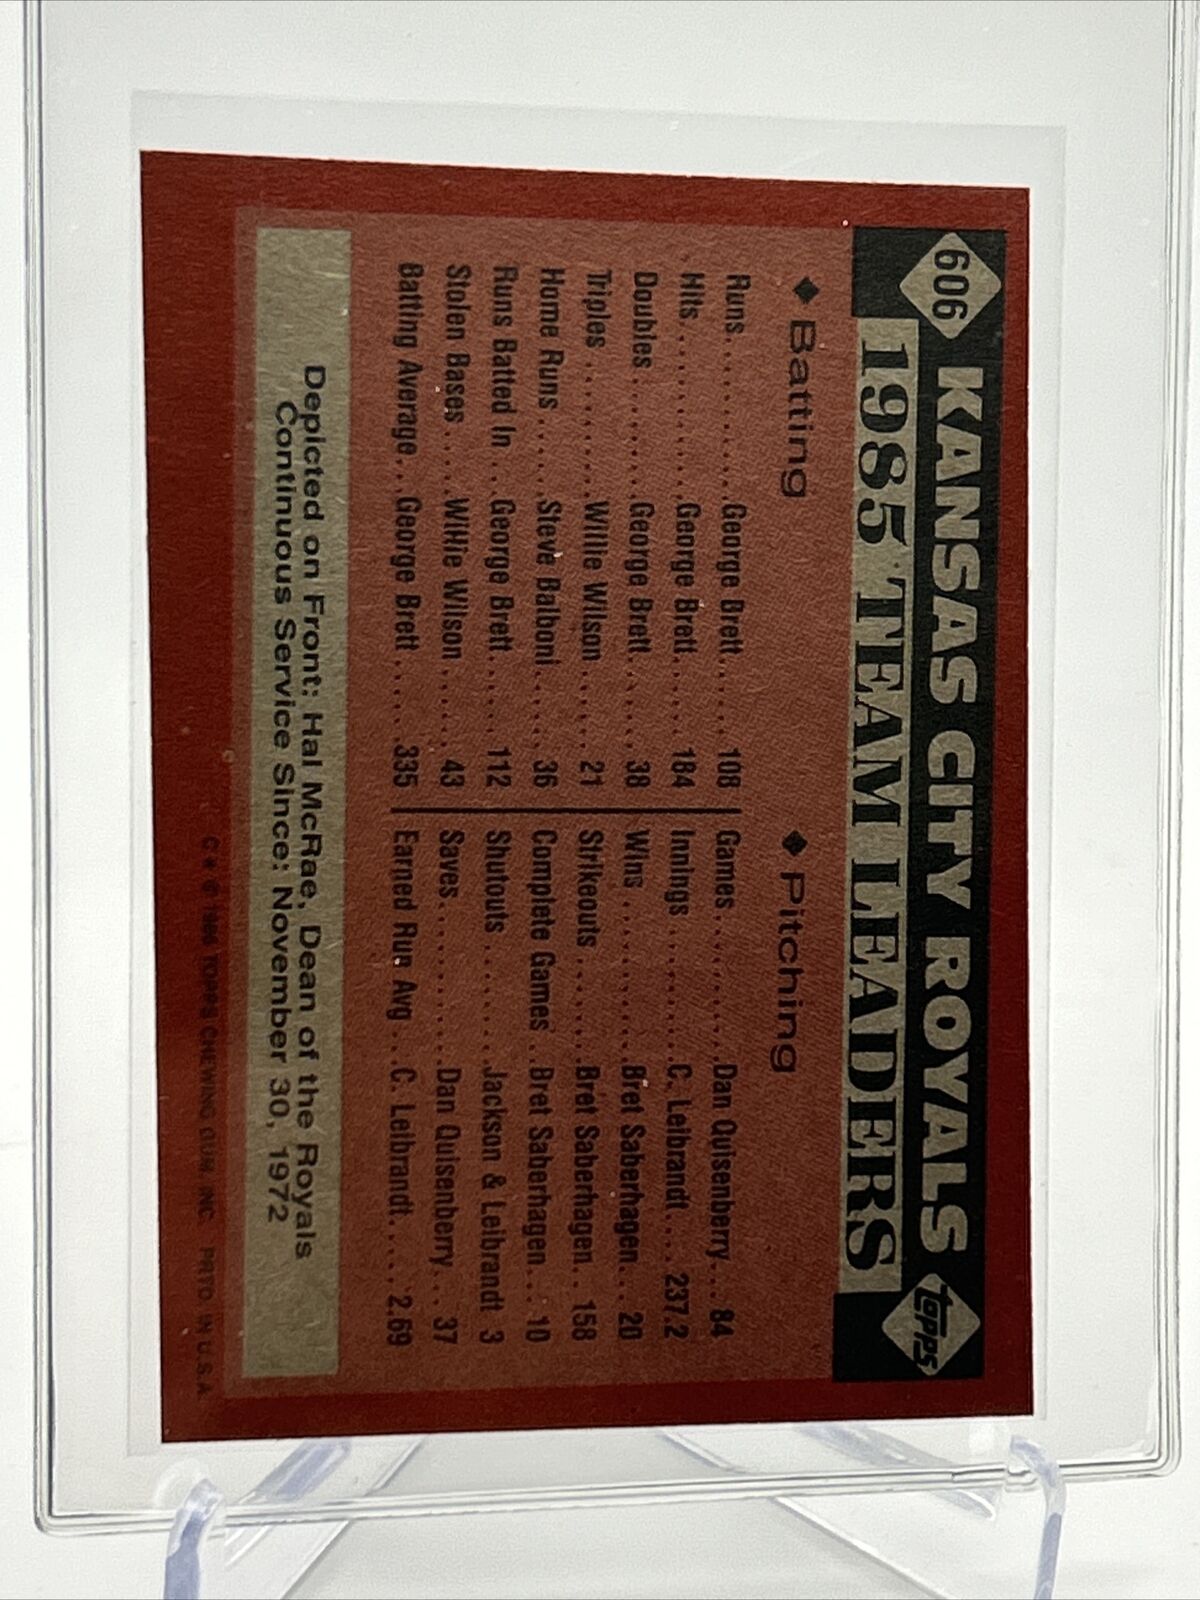 606 KANSAS CITY ROYALS topps
1985 TEAM LEADERS
◆ Batting
Runs..........George Brett...... 108
Hits............George Brett...... 184
Doubles.......George Brett...... 38
Triples..........Willie Wilson...... 21
Home Runs......Steve Balboni..... 36
Runs Batted In...George Brett...... 112
Stolen Bases....Willie Wilson...... 43
Batting Average..George Brett..... .335
◆ Pitching
Games..........Dan Quisenberry... 84
Innings..........C. Leibrandt.... 237.2
Wins............Bret Saberhagen.. 20
Strikeouts........Bret Saberhagen.. 158
Complete Games..Bret Saberhagen.. 10
Shutouts........Jackson & Leibrandt 3
Saves..........Dan Quisenberry... 37
Earned Run Avg...C. Leibrandt..... 2.69
Depicted on Front: Hal McRae, Dean of the Royals
Continuous Service Since: November 30, 1972
C★ © 1986 TOPPS CHEWING GUM, INC. PRTD. IN U.S.A.